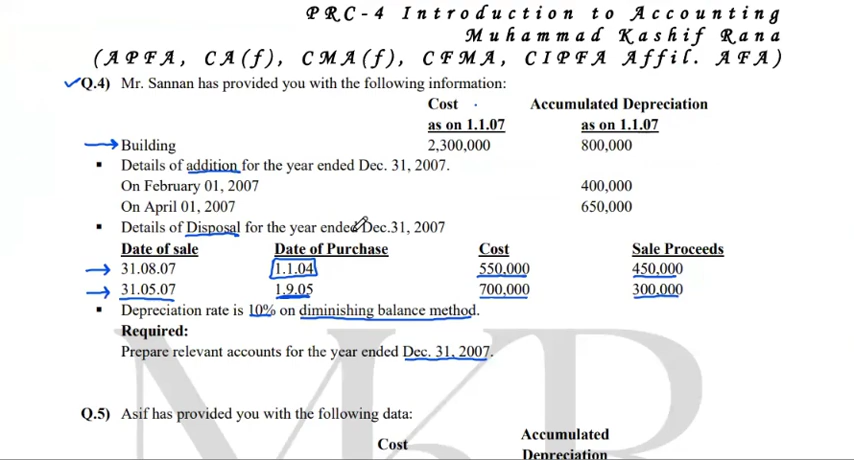 PRC-4 Introduction to Accounting
Muhammad Kashif Rana
(APFA, CA(f), CMA(f), CFMA, CIPFA Affil. AFA)
Q.4) Mr. Sannan has provided you with the following information:
Cost Accumulated Depreciation
as on 1.1.07 as on 1.1.07
Building 2,300,000 800,000
▪ Details of addition for the year ended Dec. 31, 2007.
On February 01, 2007 400,000
On April 01, 2007 650,000
▪ Details of Disposal for the year ended Dec.31, 2007
Date of sale Date of Purchase Cost Sale Proceeds
31.08.07 1.1.04 550,000 450,000
31.05.07 1.9.05 700,000 300,000
▪ Depreciation rate is 10% on diminishing balance method.
Required:
Prepare relevant accounts for the year ended Dec. 31, 2007.
MKR
Q.5) Asif has provided you with the following data:
Cost Accumulated
Depreciation